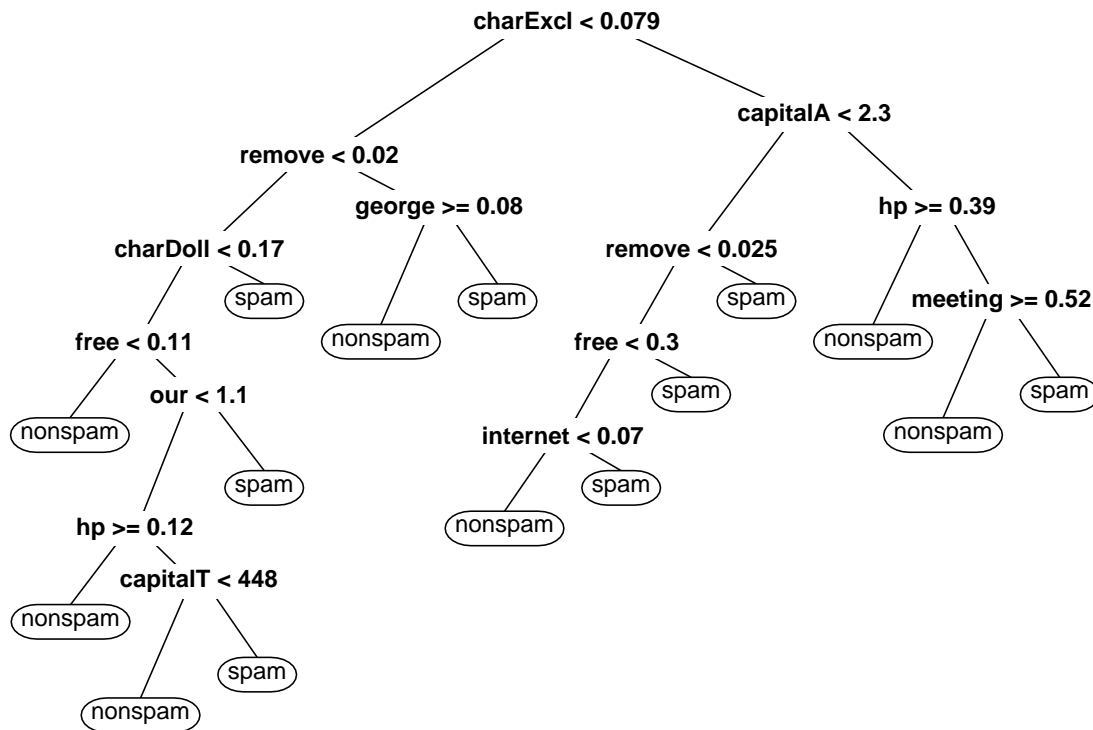 charExcl < 0.079
capitalA < 2.3
remove < 0.02
george >= 0.08
hp >= 0.39
charDoll < 0.17
remove < 0.025
spam
spam
spam
meeting >= 0.52
free < 0.11
nonspam
free < 0.3
nonspam
our < 1.1
spam
spam
nonspam
internet < 0.07
nonspam
spam
spam
hp >= 0.12
nonspam
capitalT < 448
nonspam
spam
nonspam